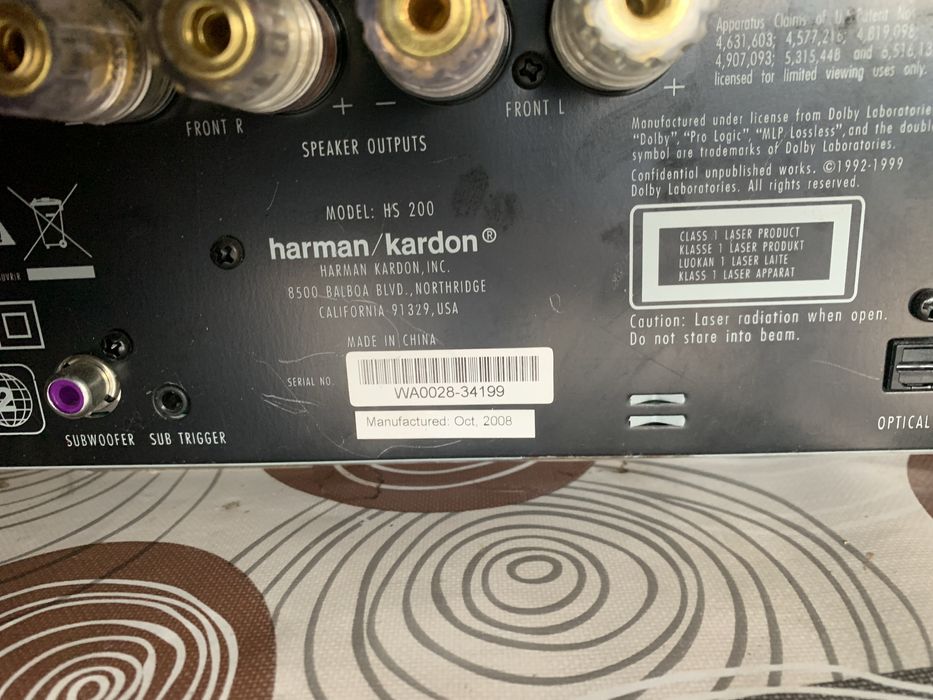 Apparatus Claims of U.S. Patent Nos.
4,631,603; 4,577,216; 4,819,098;
4,907,093; 5,315,448 and 6,516,13
licensed for limited viewing uses only.
+ −
FRONT L
+
FRONT R
SPEAKER OUTPUTS
Manufactured under license from Dolby Laboratories
"Dolby", "Pro Logic", "MLP Lossless", and the double
symbol are trademarks of Dolby Laboratories.
Confidential unpublished works. ©1992-1999
Dolby Laboratories. All rights reserved.
MODEL: HS 200
harman/kardon®
HARMAN KARDON,INC.
8500 BALBOA BLVD.,NORTHRIDGE
CALIFORNIA 91329,USA
MADE IN CHINA
SERIAL NO.
WA0028-34199
Manufactured: Oct, 2008
CLASS 1 LASER PRODUCT
KLASSE 1 LASER PRODUKT
LUOKAN 1 LASER LAITE
KLASS 1 LASER APPARAT
Caution: Laser radiation when open.
Do not stare into beam.
2
SUBWOOFER
SUB TRIGGER
OPTICAL